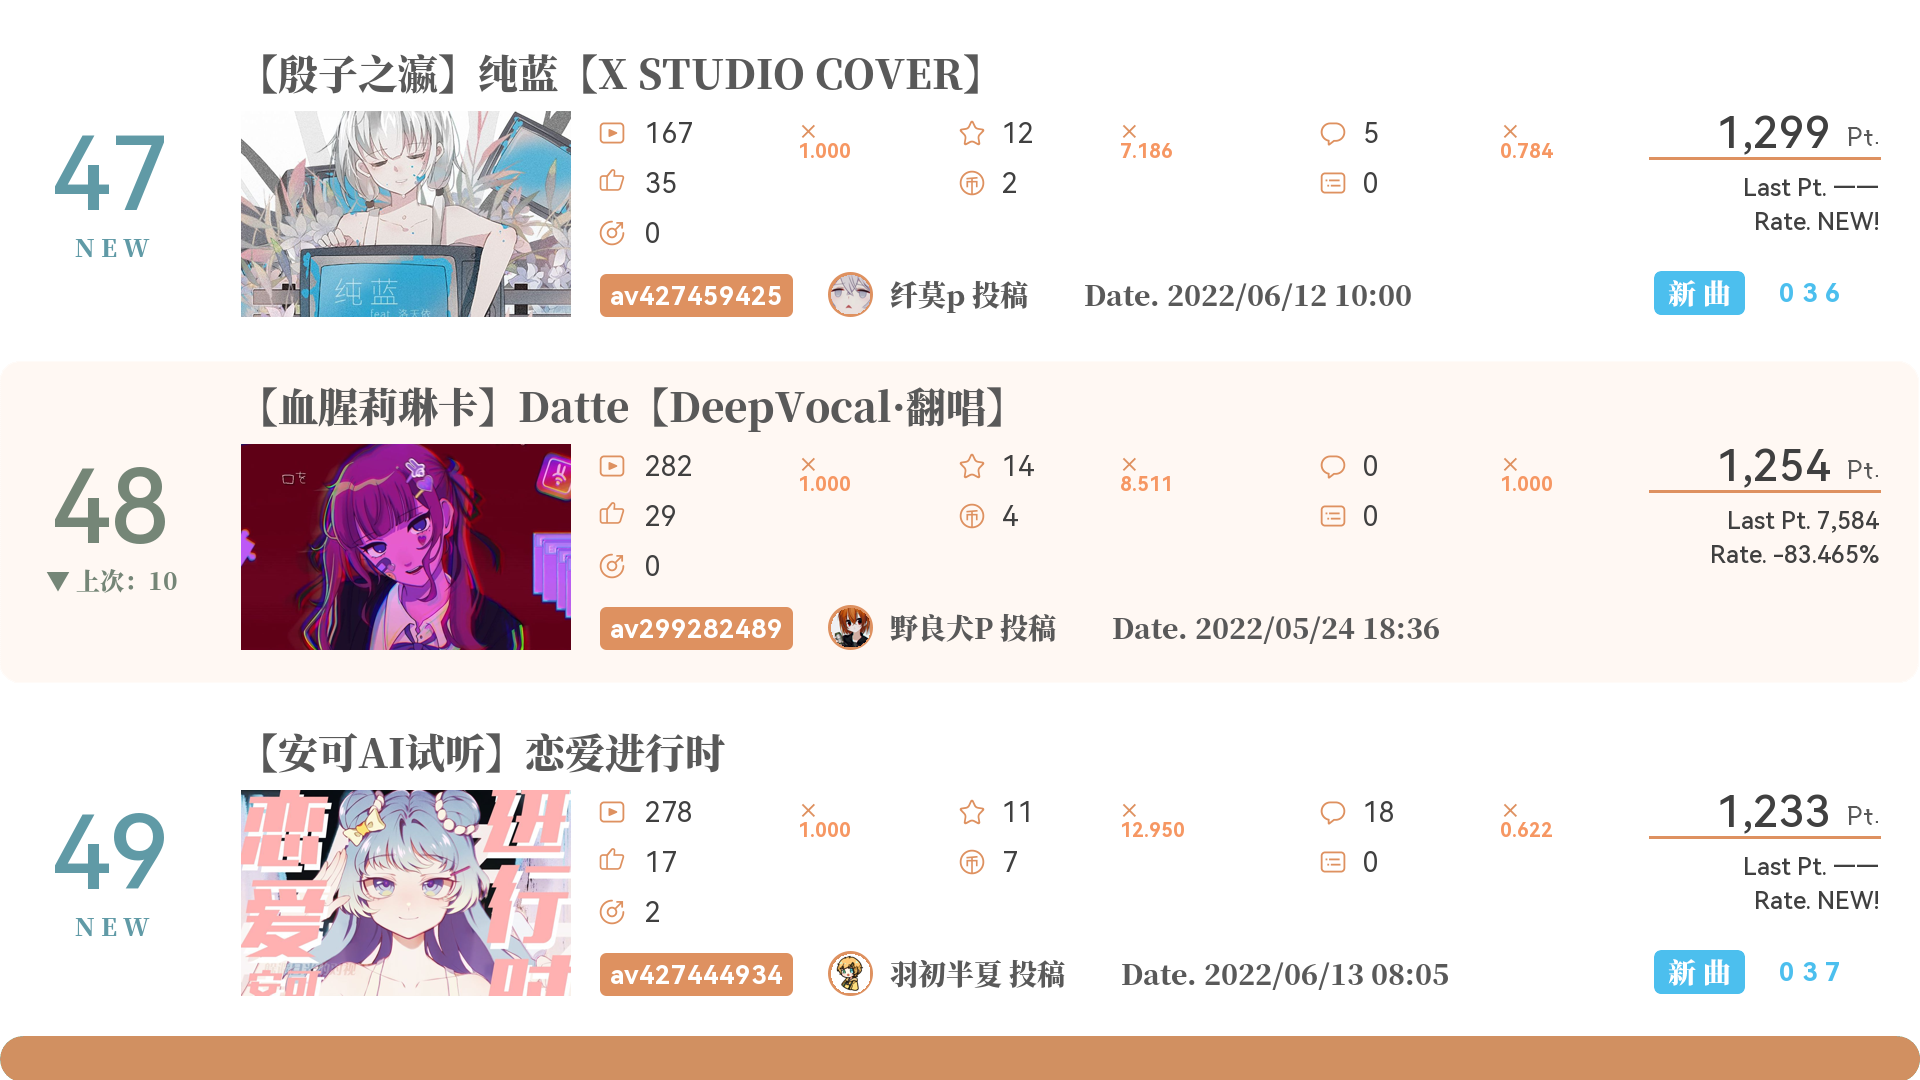 【殷子之瀛】纯蓝【X STUDIO COVER】
47
NEW
纯蓝
feat.洛天依
167
×
1.000
12
×
7.186
5
×
0.784
1,299 Pt.
35
2
0
Last Pt. ——
0
Rate. NEW!
av427459425
纤莫p 投稿
Date. 2022/06/12 10:00
新曲
036
【血腥莉琳卡】Datte【DeepVocal·翻唱】
48
▼上次：10
282
×
1.000
14
×
8.511
0
×
1.000
1,254 Pt.
29
4
0
Last Pt. 7,584
0
Rate. -83.465%
av299282489
野良犬P 投稿
Date. 2022/05/24 18:36
【安可AI试听】恋爱进行时
49
NEW
恋爱
进行时
安可
278
×
1.000
11
×
12.950
18
×
0.622
1,233 Pt.
17
7
0
Last Pt. ——
2
Rate. NEW!
av427444934
羽初半夏 投稿
Date. 2022/06/13 08:05
新曲
037